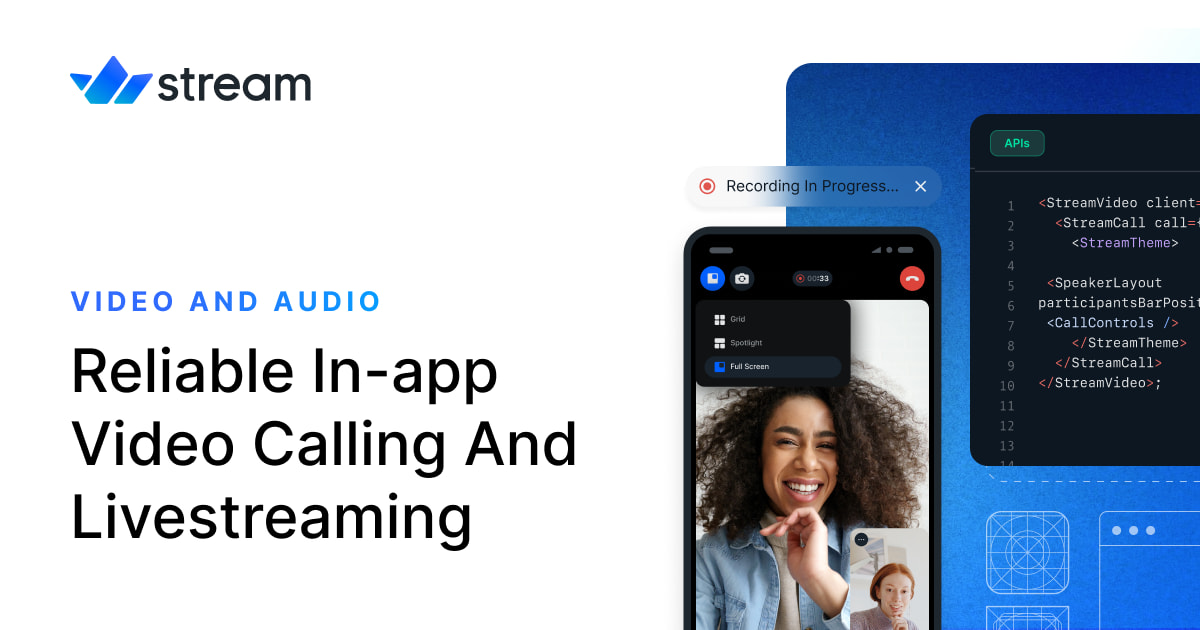 stream
VIDEO AND AUDIO
Reliable In-app
Video Calling And
Livestreaming
Recording In Progress...
00:33
Grid
Spotlight
Full Screen
APIs
1 <StreamVideo client=
2 <StreamCall call={
3 <StreamTheme>
4
5 <SpeakerLayout
6 participantsBarPosit
7 <CallControls />
8 </StreamTheme>
9 </StreamCall>
10 </StreamVideo>;
11
12
13
14